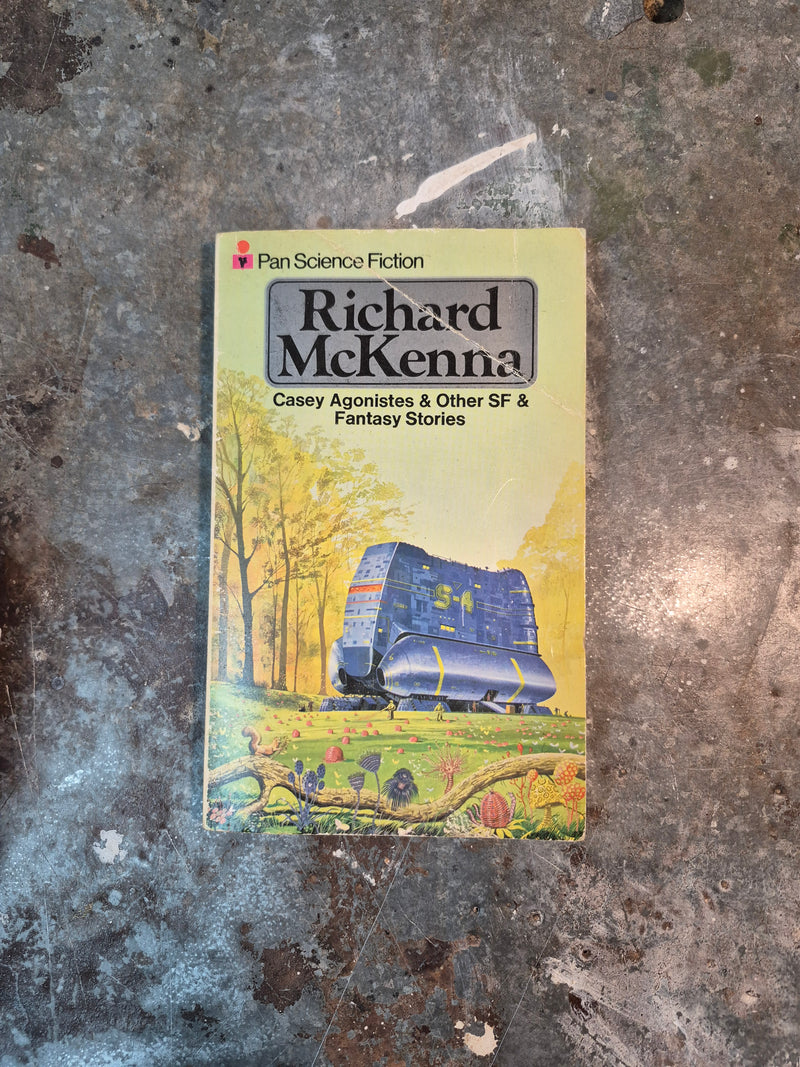 Pan Science Fiction
Richard
McKenna
Casey Agonistes & Other SF &
Fantasy Stories
S-4